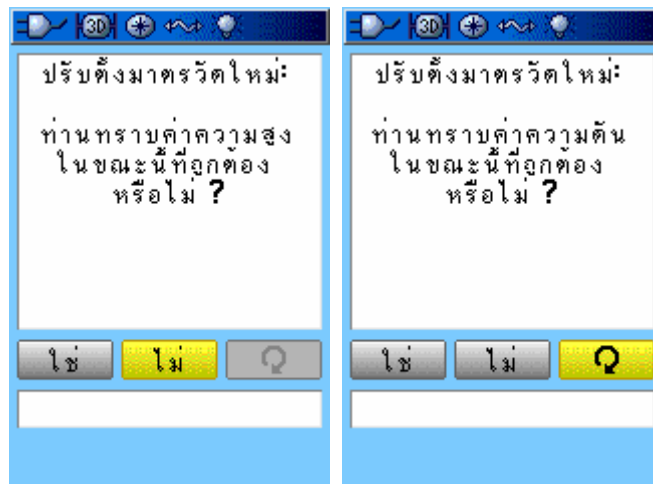 3D
ปรับตั้งมาตรวัดใหม่:
ท่านทราบค่าความสูง
ในขณะนี้ที่ถูกต้อง
หรือไม่ ?
ใช่ ไม่
3D
ปรับตั้งมาตรวัดใหม่:
ท่านทราบค่าความดัน
ในขณะนี้ที่ถูกต้อง
หรือไม่ ?
ใช่ ไม่